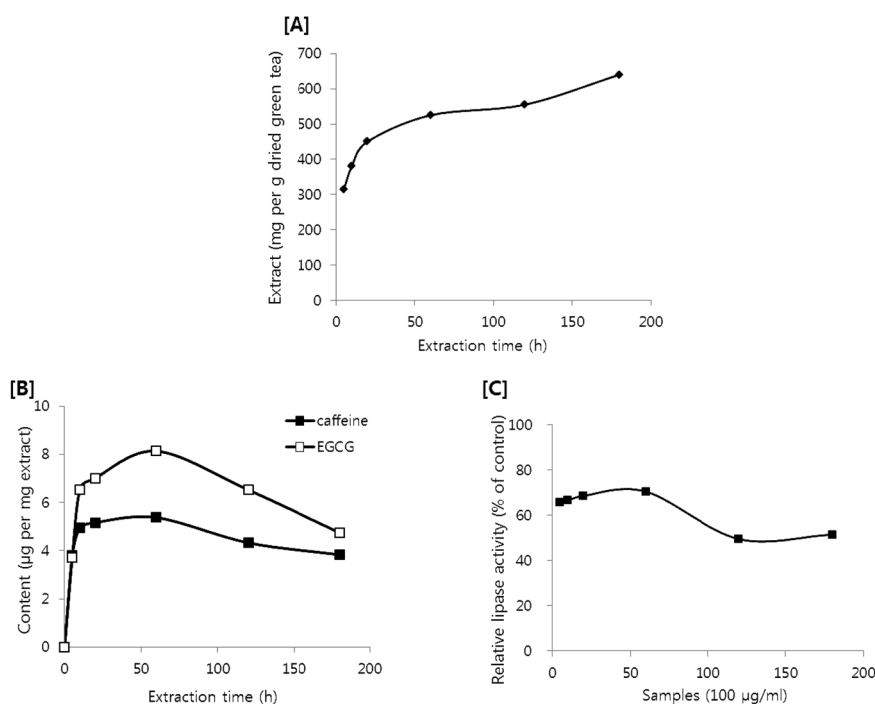 [A]
Extract (mg per g dried green tea)
700
600
500
400
300
200
100
0
0 50 100 150 200
Extraction time (h)
[B]
Content (µg per mg extract)
10
8
6
4
2
0
caffeine
EGCG
0 50 100 150 200
Extraction time (h)
[C]
Relative lipase activity (% of control)
100
80
60
40
20
0
0 50 100 150 200
Samples (100 µg/ml)